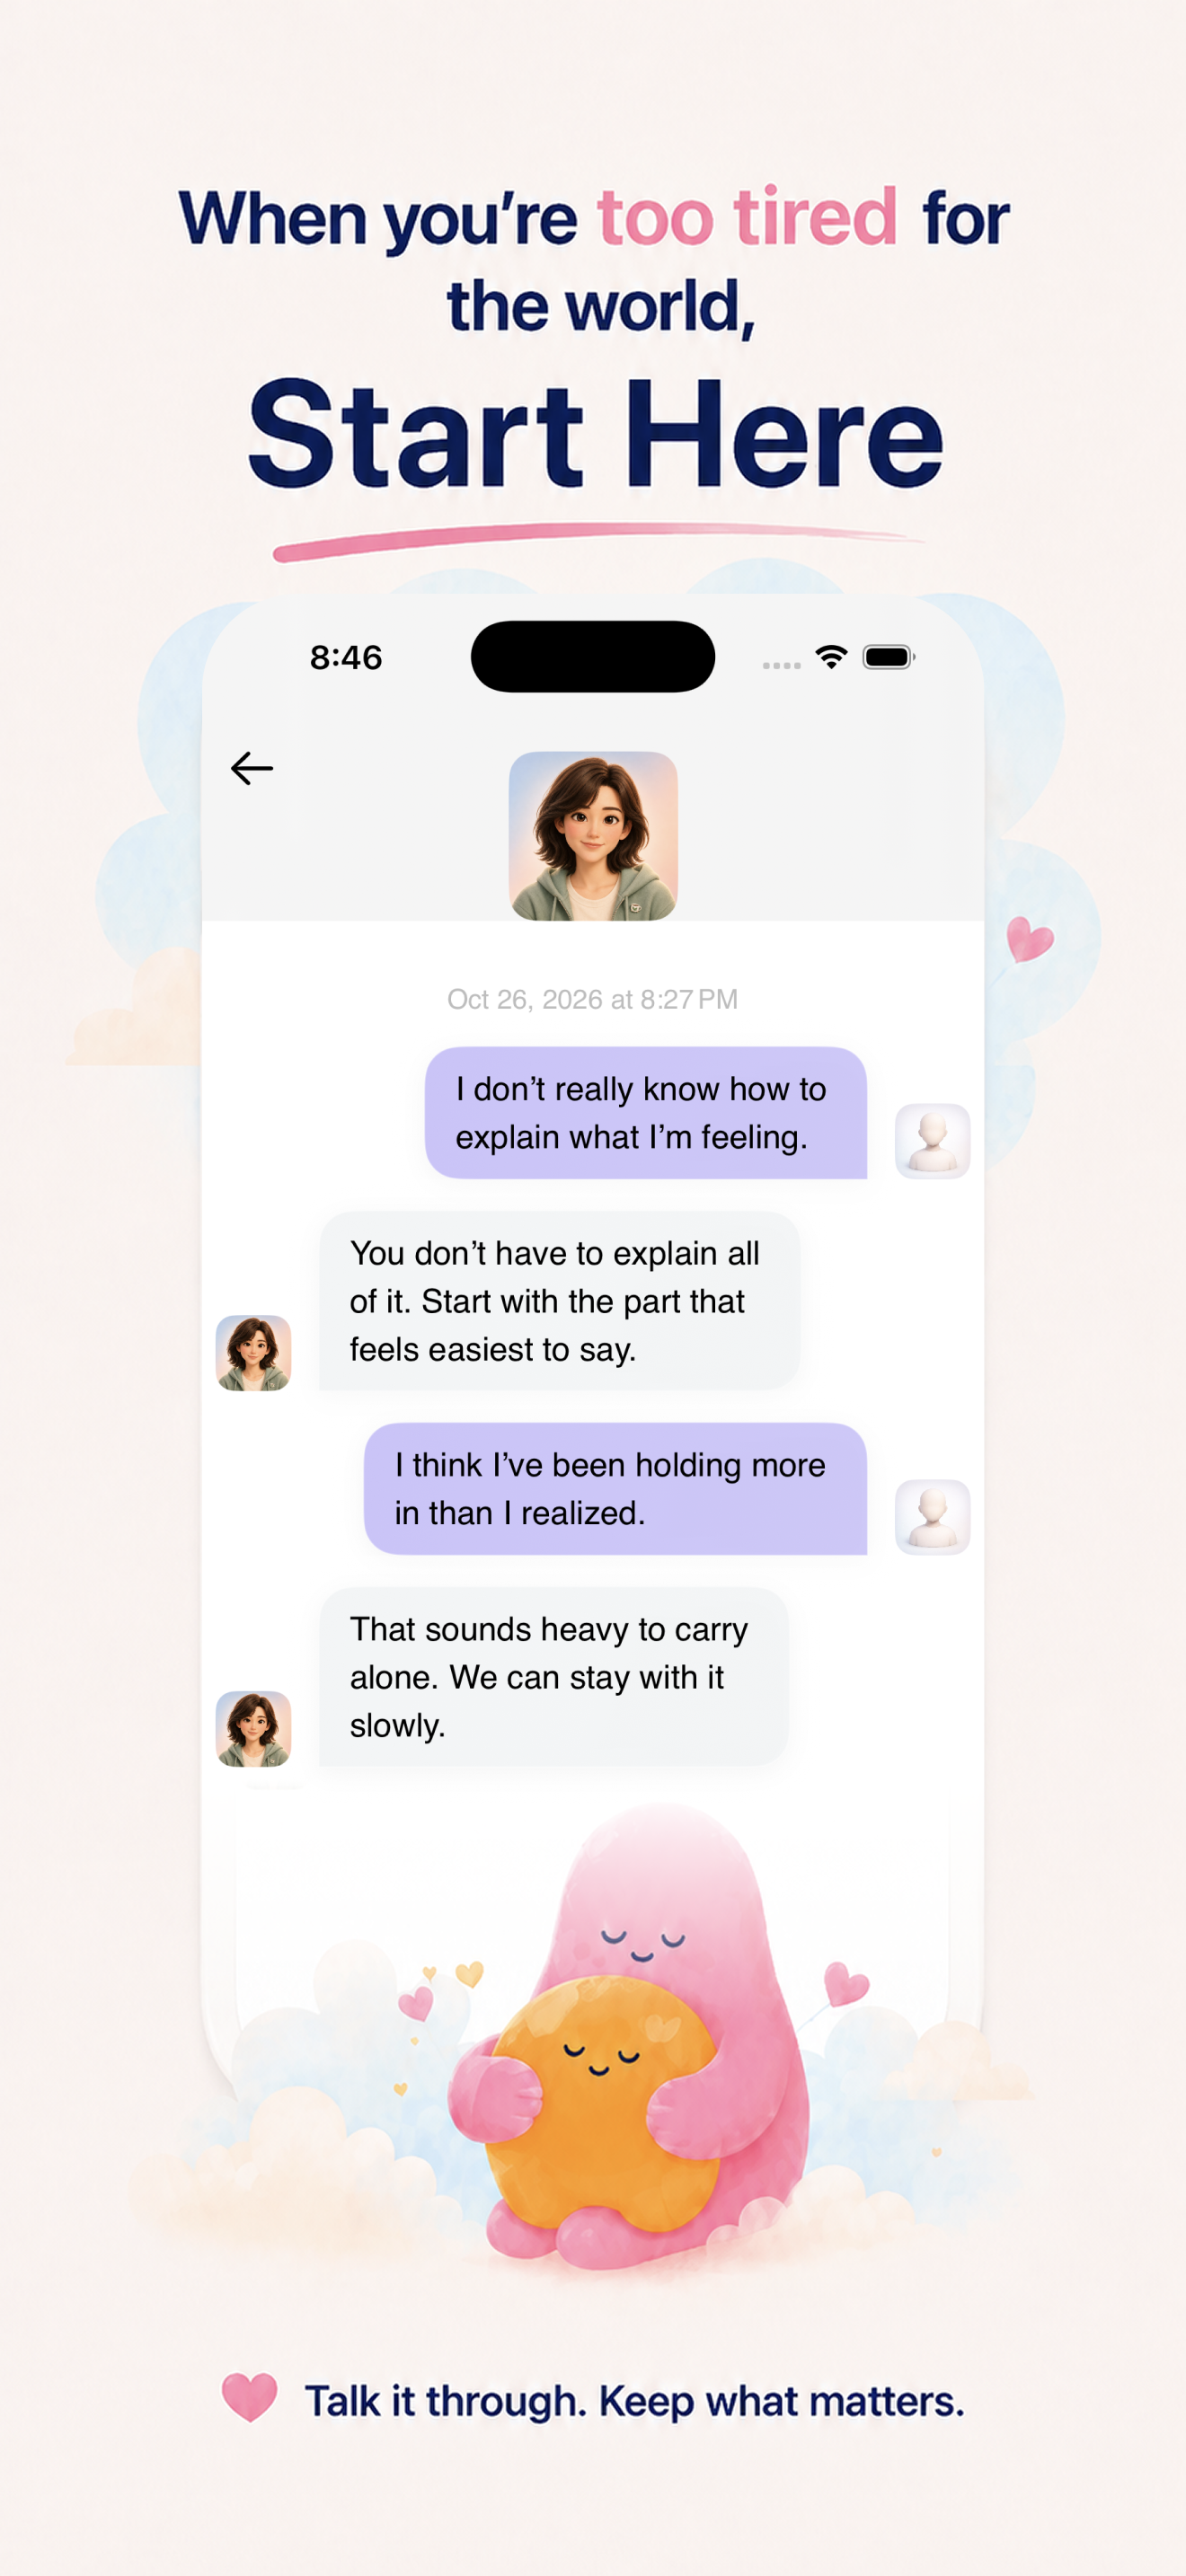 When you’re too tired for
the world,
Start Here
8:46
Oct 26, 2026 at 8:27 PM
I don’t really know how to
explain what I’m feeling.
You don’t have to explain all
of it. Start with the part that
feels easiest to say.
I think I’ve been holding more
in than I realized.
That sounds heavy to carry
alone. We can stay with it
slowly.
Talk it through. Keep what matters.